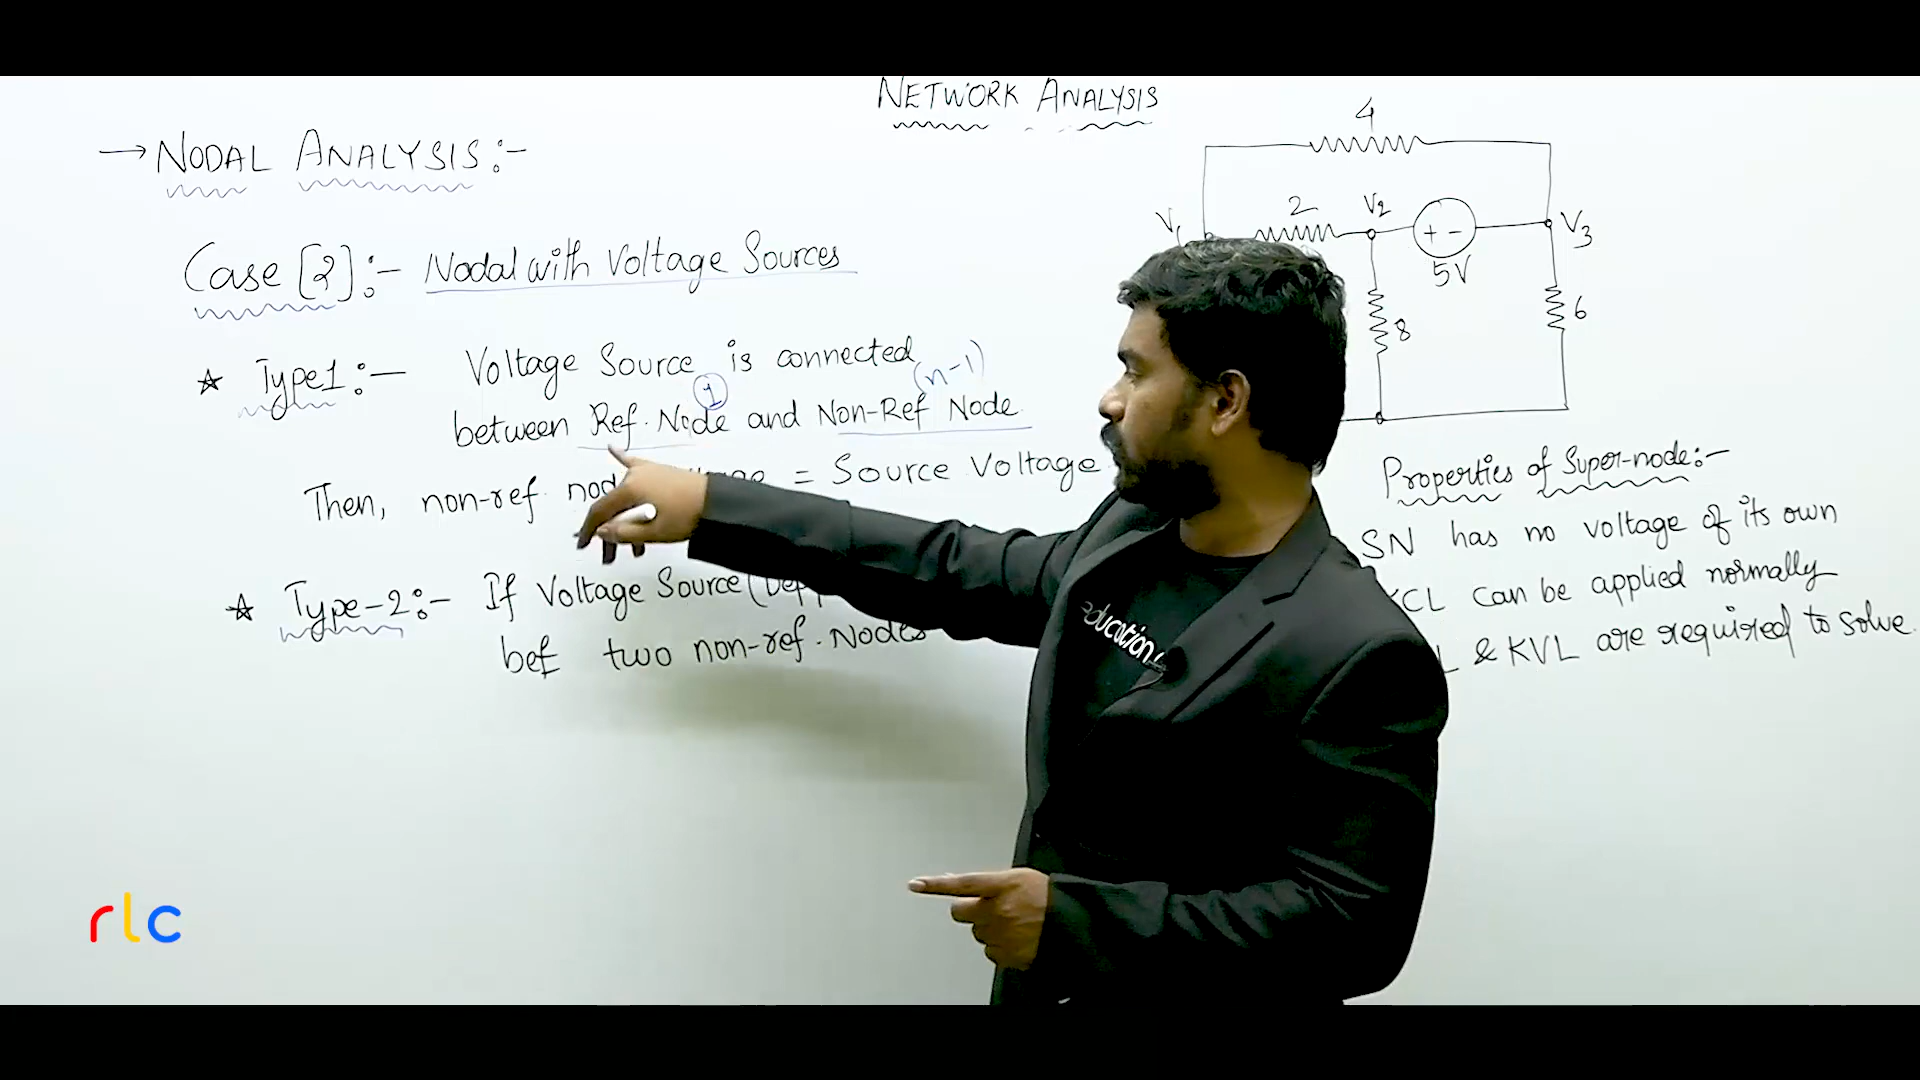 NETWORK ANALYSIS
→ NODAL ANALYSIS:-
Case [2]:- Nodal with Voltage Sources
★ Type1:- Voltage Source is connected
1
(n-1)
between Ref. Node and Non-Ref Node
Then, non-ref. = Source Voltage
★ Type-2:- If Voltage Source
bet two non-ref. Nodes
4
V1
2
V2
+ -
5V
V3
8
6
Properties of Super-node:-
SN has no voltage of its own
KCL can be applied normally
& KVL are required to solve.
education
rlc